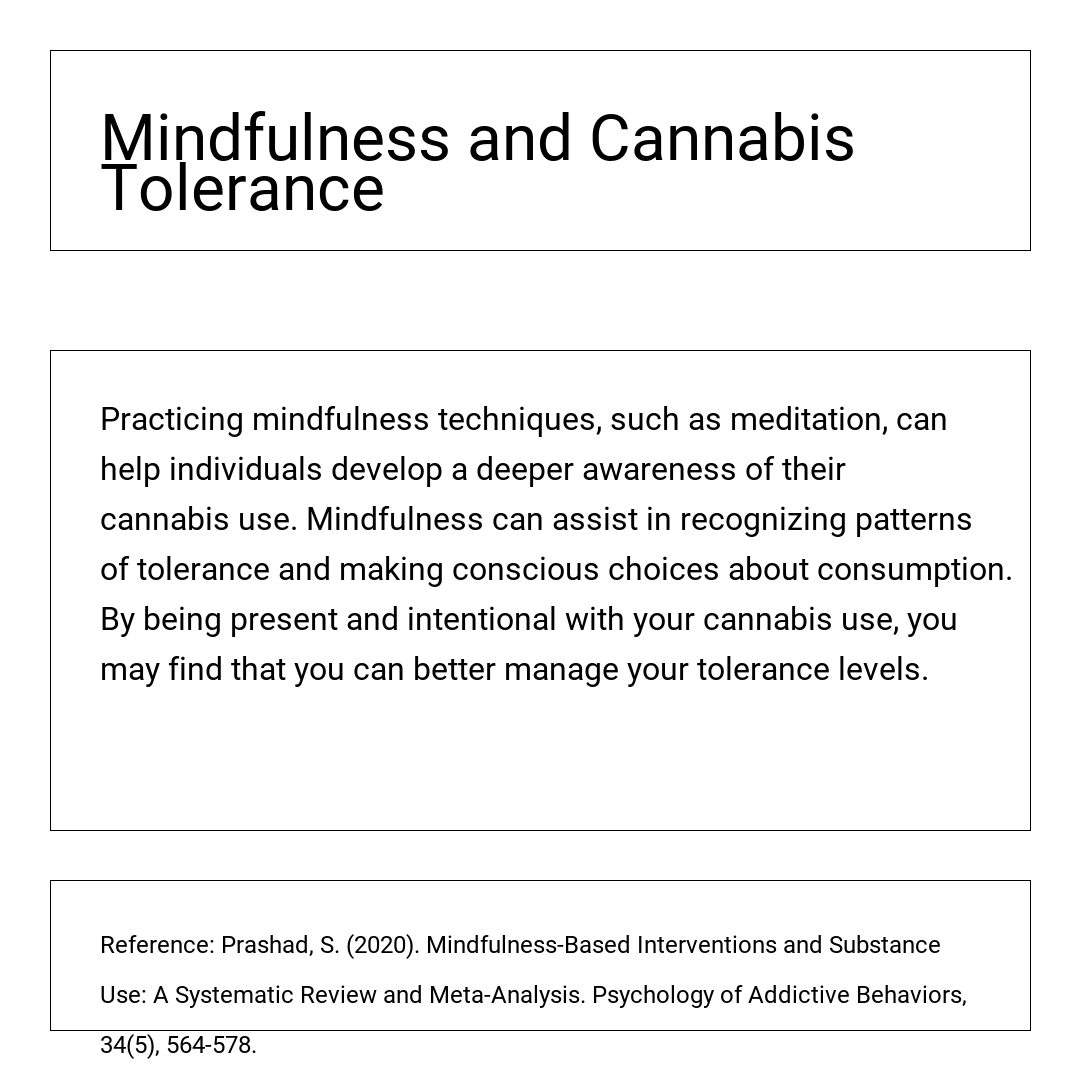 Mindfulness and Cannabis
Tolerance
Practicing mindfulness techniques, such as meditation, can
help individuals develop a deeper awareness of their
cannabis use. Mindfulness can assist in recognizing patterns
of tolerance and making conscious choices about consumption.
By being present and intentional with your cannabis use, you
may find that you can better manage your tolerance levels.
Reference: Prashad, S. (2020). Mindfulness-Based Interventions and Substance
Use: A Systematic Review and Meta-Analysis. Psychology of Addictive Behaviors,
34(5), 564-578.